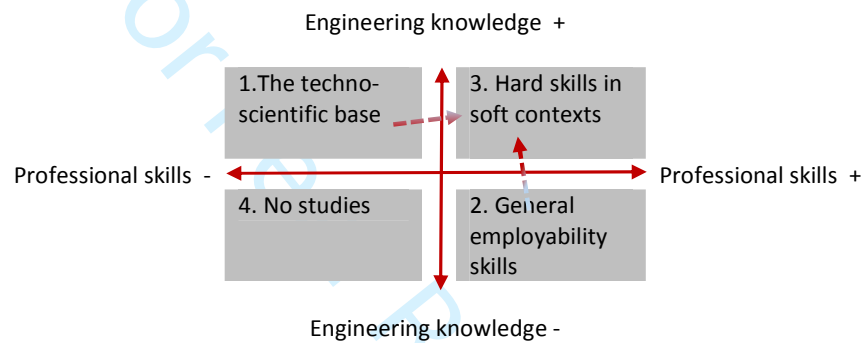 Engineering knowledge +
1.The techno-
scientific base
3. Hard skills in
soft contexts
Professional skills -
Professional skills +
4. No studies
2. General
employability
skills
Engineering knowledge -